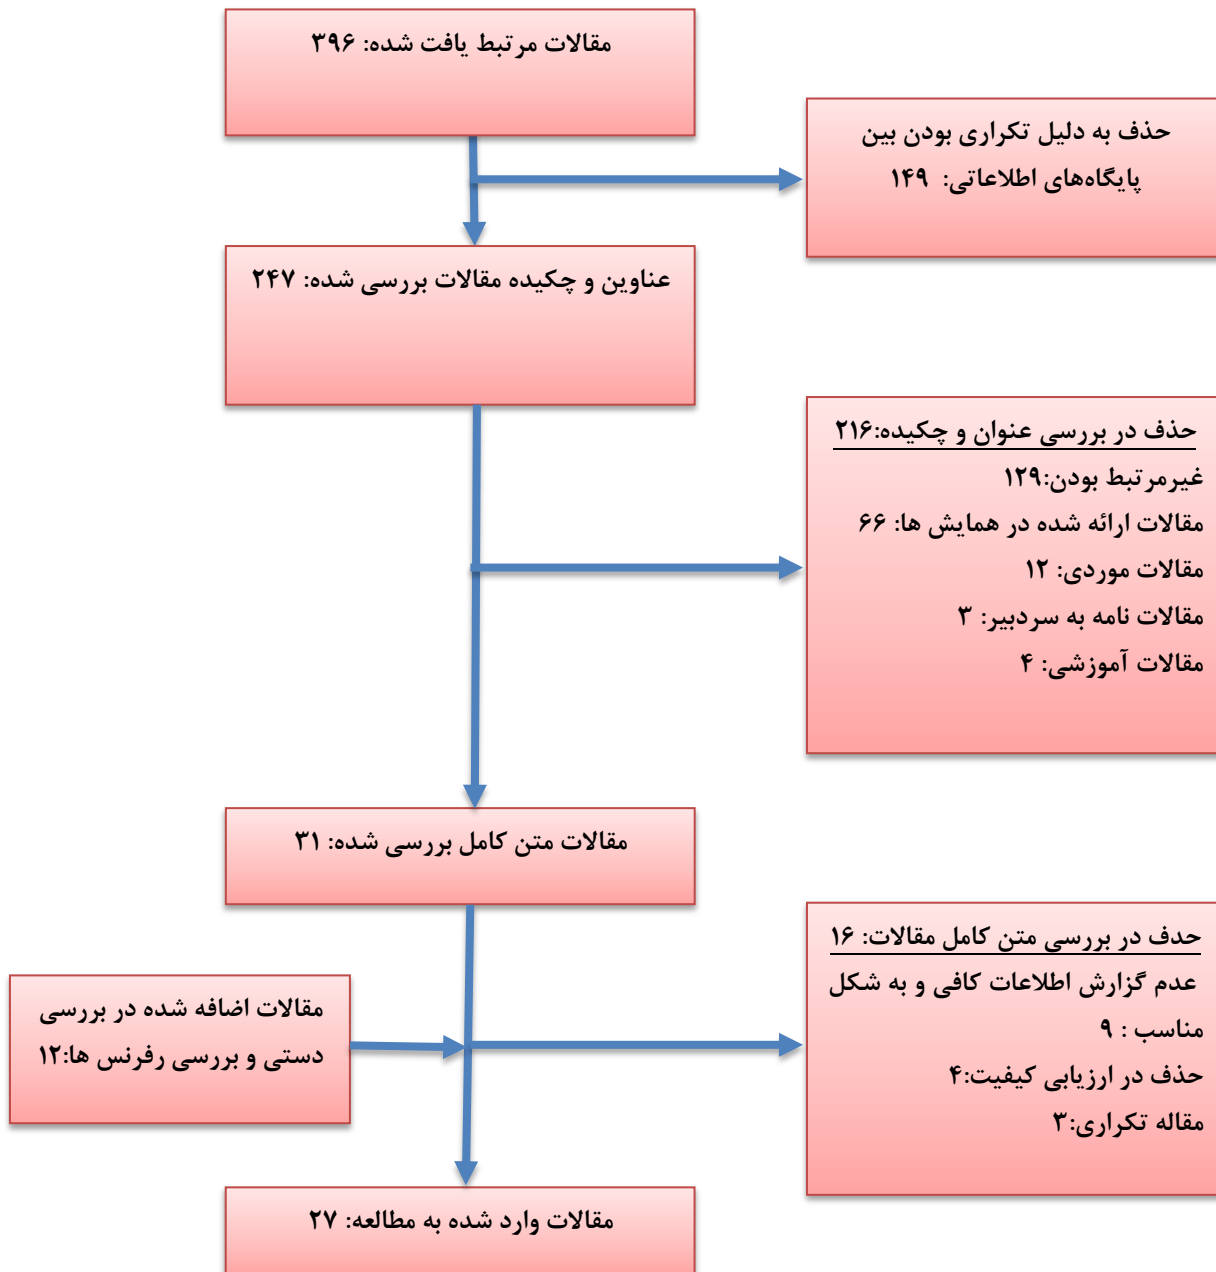 مقالات مرتبط یافت شده: ۳۹۶
حذف به دلیل تکراری بودن بین
پایگاه‌های اطلاعاتی: ۱۴۹
عناوین و چکیده مقالات بررسی شده: ۲۴۷
حذف در بررسی عنوان و چکیده:۲۱۶
غیرمرتبط بودن:۱۲۹
مقالات ارائه شده در همایش ها: ۶۶
مقالات موردی: ۱۲
مقالات نامه به سردبیر: ۳
مقالات آموزشی: ۴
مقالات متن کامل بررسی شده: ۳۱
حدف در بررسی متن کامل مقالات: ۱۶
عدم گزارش اطلاعات کافی و به شکل
مناسب : ۹
حذف در ارزیابی کیفیت:۴
مقاله تکراری:۳
مقالات اضافه شده در بررسی
دستی و بررسی رفرنس ها:۱۲
مقالات وارد شده به مطالعه: ۲۷